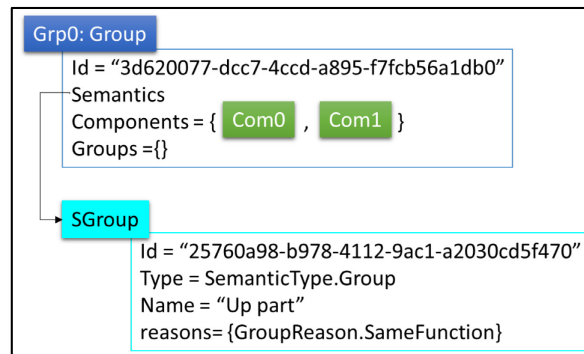 Grp0: Group
Id = “3d620077-dcc7-4ccd-a895-f7fcb56a1db0”
Semantics
Components = { Com0 , Com1 }
Groups ={}
SGroup
Id = “25760a98-b978-4112-9ac1-a2030cd5f470”
Type = SemanticType.Group
Name = “Up part”
reasons= {GroupReason.SameFunction}